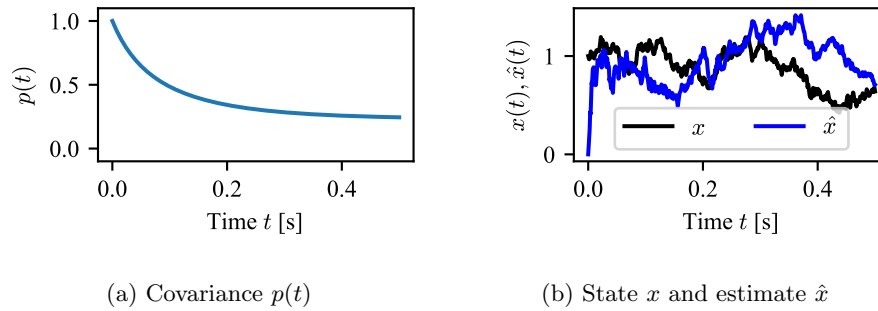 1.0
0.5
0.0
p(t)
0.0 0.2 0.4
Time t [s]
(a) Covariance p(t)
1
0
x(t), x̂(t)
x x̂
0.0 0.2 0.4
Time t [s]
(b) State x and estimate x̂